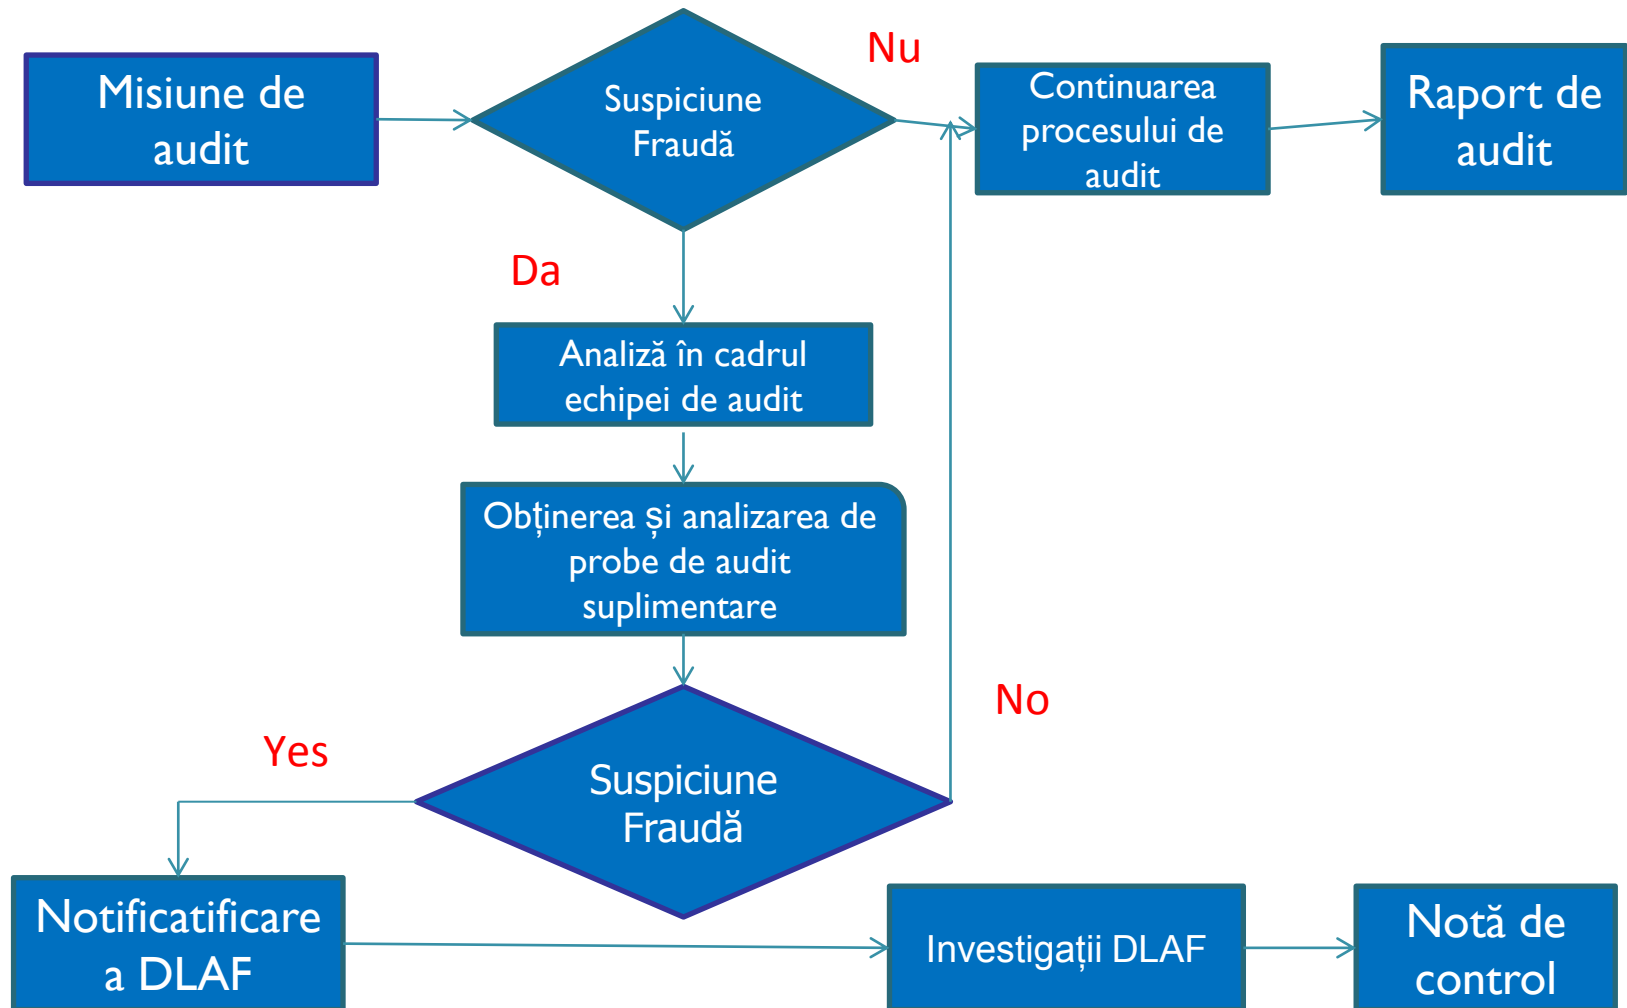 Misiune de
audit
Suspiciune
Fraudă
Nu
Continuarea
procesului de
audit
Raport de
audit
Da
Analiză în cadrul
echipei de audit
Obținerea și analizarea de
probe de audit
suplimentare
No
Yes
Suspiciune
Fraudă
Notificatificare
a DLAF
Investigații DLAF
Notă de
control